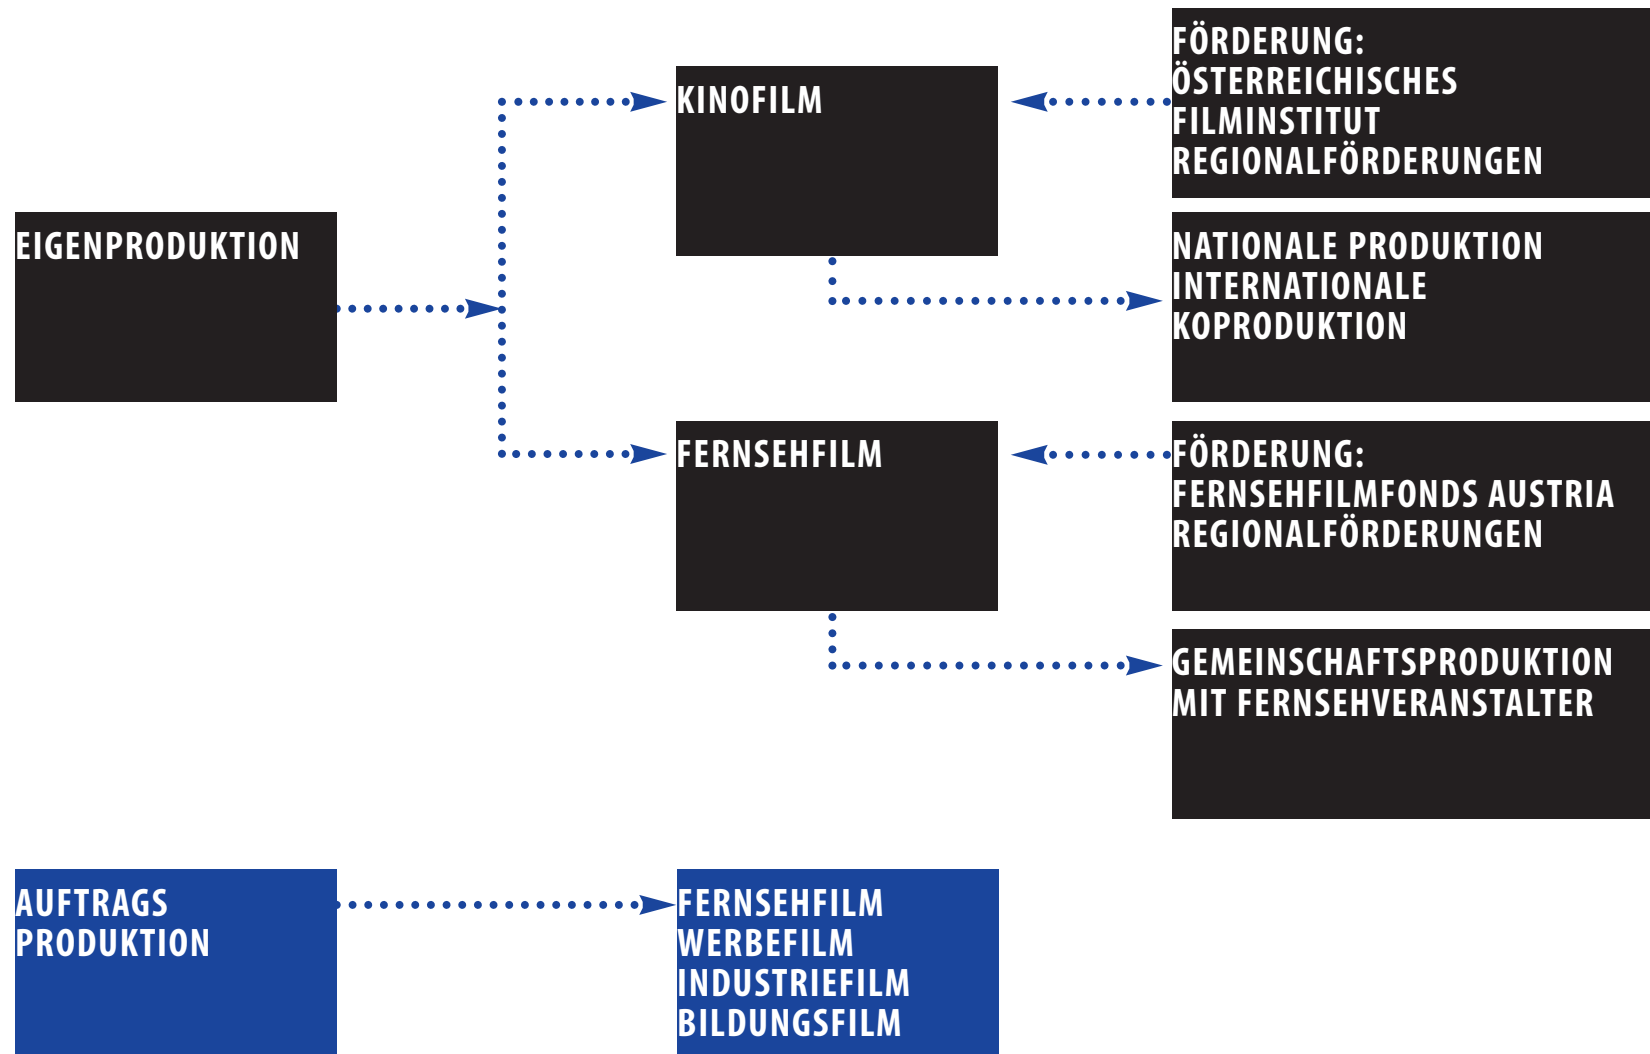 EIGENPRODUKTION
KINOFILM
FÖRDERUNG:
ÖSTERREICHISCHES
FILMINSTITUT
REGIONALFÖRDERUNGEN
NATIONALE PRODUKTION
INTERNATIONALE
KOPRODUKTION
FERNSEHFILM
FÖRDERUNG:
FERNSEHFILMFONDS AUSTRIA
REGIONALFÖRDERUNGEN
GEMEINSCHAFTSPRODUKTION
MIT FERNSEHVERANSTALTER
AUFTRAGS
PRODUKTION
FERNSEHFILM
WERBEFILM
INDUSTRIEFILM
BILDUNGSFILM